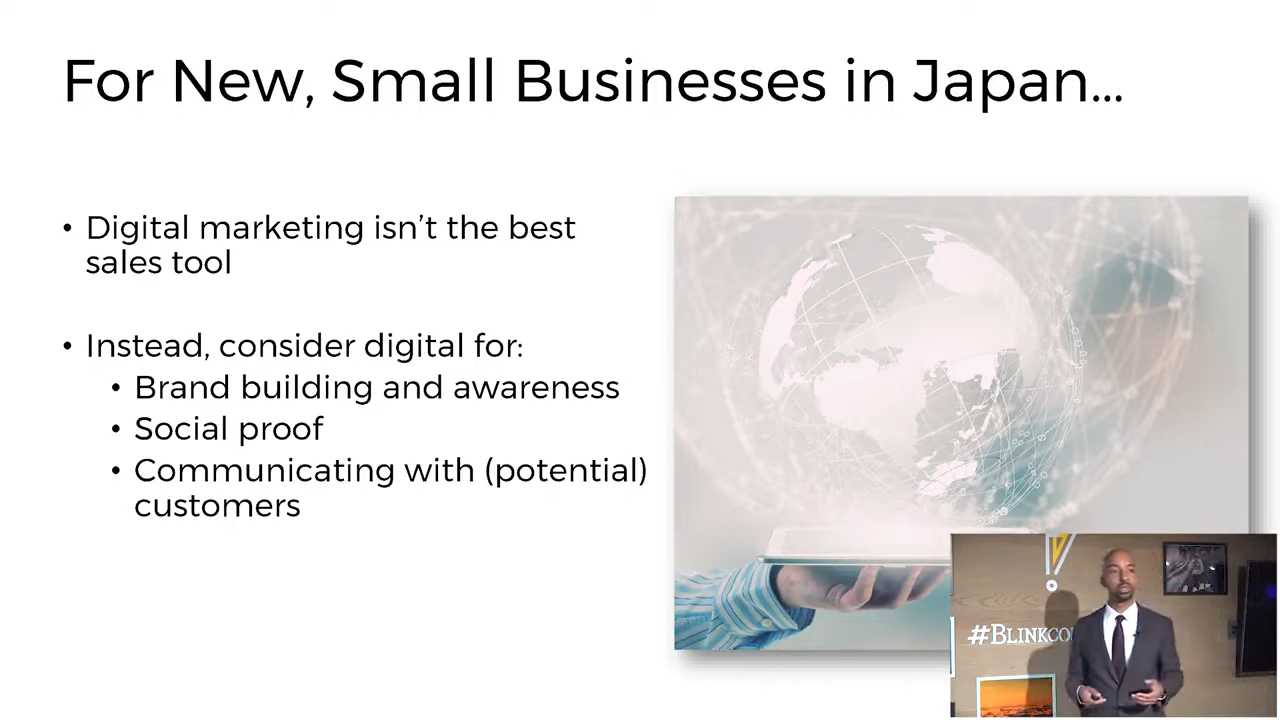 For New, Small Businesses in Japan...
• Digital marketing isn’t the best
sales tool
• Instead, consider digital for:
• Brand building and awareness
• Social proof
• Communicating with (potential)
customers
#BLINKCO